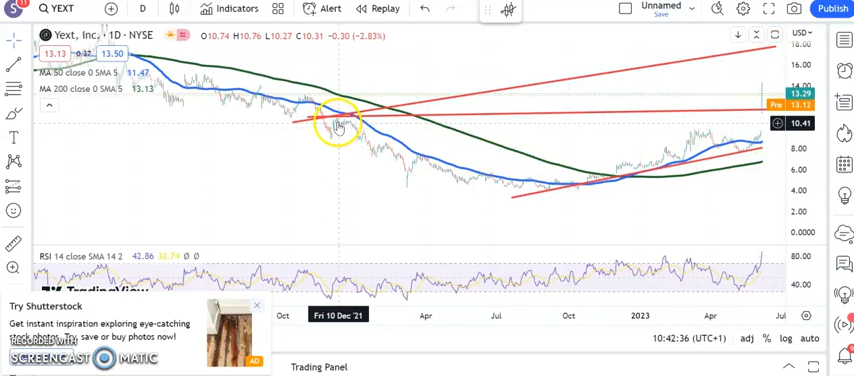 S 11 YEXT D Indicators Alert Replay Unnamed Save Publish
Yext, Inc. · 1D · NYSE O10.74 H10.76 L10.27 C10.31 −0.30 (−2.83%) USD
13.13 0.37 13.50
MA 50 close 0 SMA 5 11.47
MA 200 close 0 SMA 5 13.13
18.00
16.00
14.00
13.29
Pre 13.12
10.41
8.00
6.00
4.00
2.00
0.0000
RSI 14 close SMA 14 2 42.86 32.74 Ø Ø
80.00
40.00
TradingView
Oct Fri 10 Dec '21 Apr Jul Oct 2023 Apr Jul
Try Shutterstock
Get instant inspiration exploring eye-catching
stock photos. Try, save or buy photos now!
AD
RECORDED WITH
SCREENCAST MATIC
10:42:36 (UTC+1) adj % log auto
Trading Panel